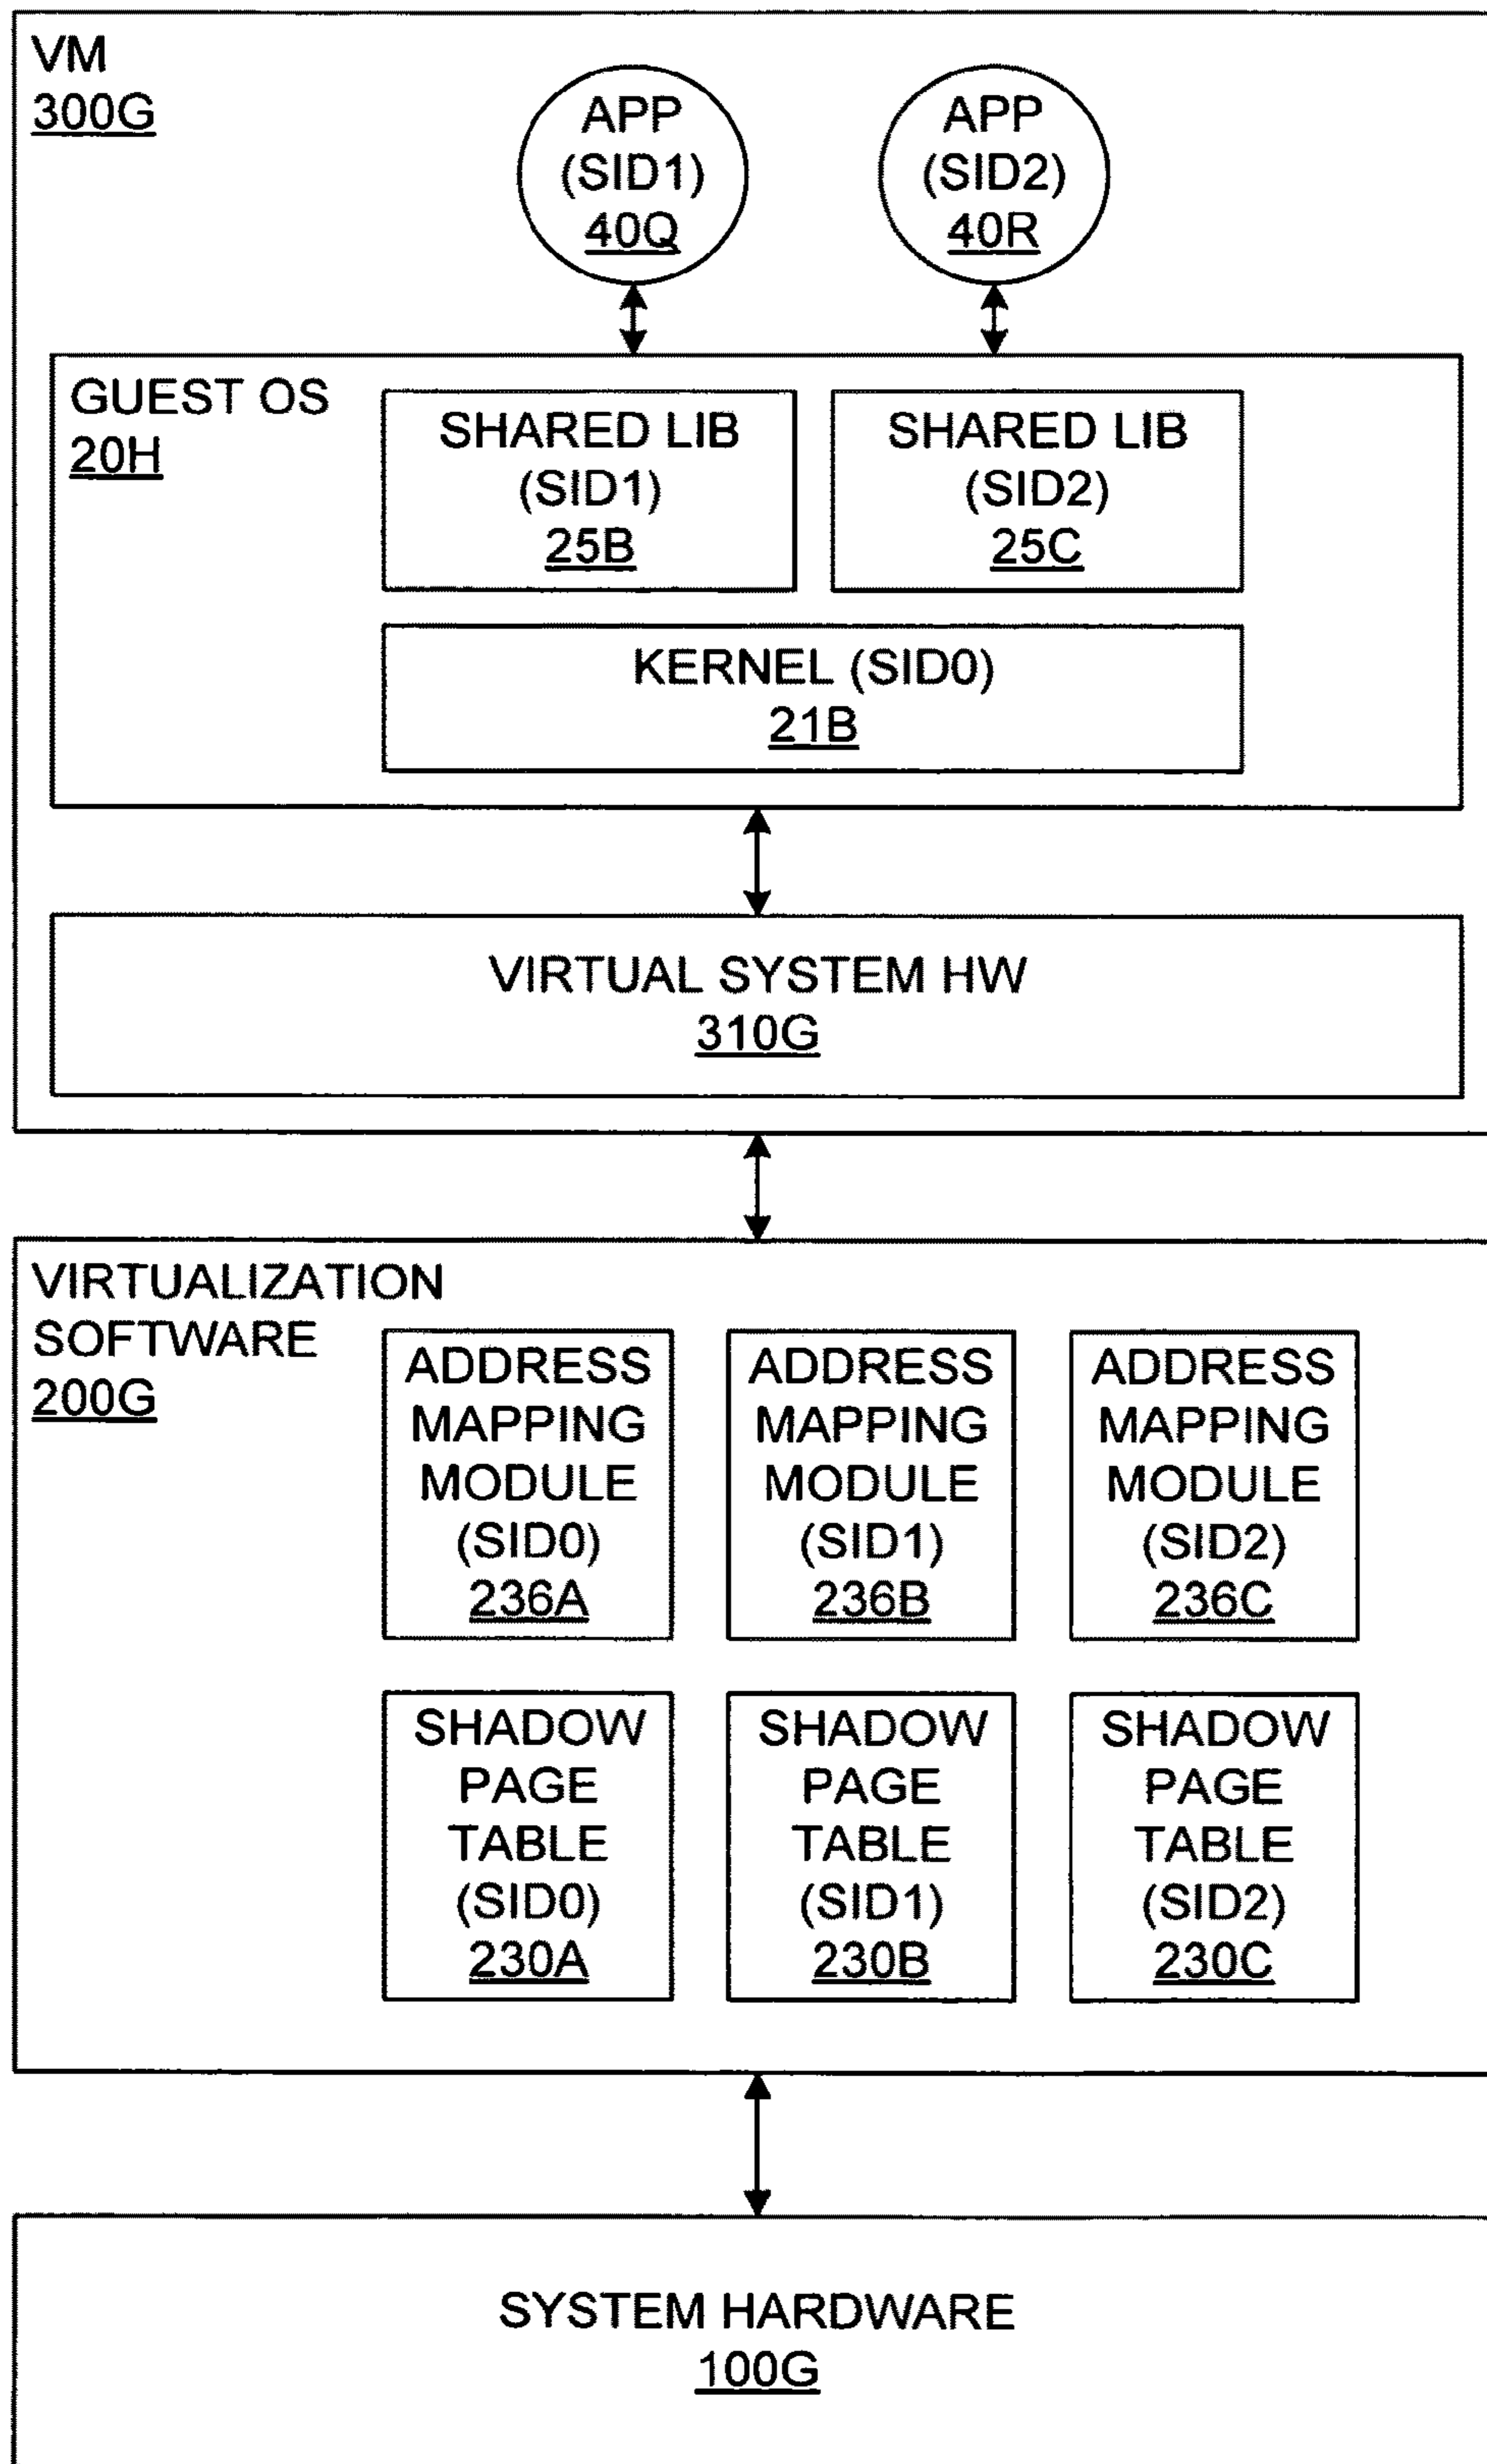 VM
300G
APP
(SID1)
40Q
APP
(SID2)
40R
GUEST OS
20H
SHARED LIB
(SID1)
25B
SHARED LIB
(SID2)
25C
KERNEL (SID0)
21B
VIRTUAL SYSTEM HW
310G
VIRTUALIZATION
SOFTWARE
200G
ADDRESS
MAPPING
MODULE
(SID0)
236A
ADDRESS
MAPPING
MODULE
(SID1)
236B
ADDRESS
MAPPING
MODULE
(SID2)
236C
SHADOW
PAGE
TABLE
(SID0)
230A
SHADOW
PAGE
TABLE
(SID1)
230B
SHADOW
PAGE
TABLE
(SID2)
230C
SYSTEM HARDWARE
100G